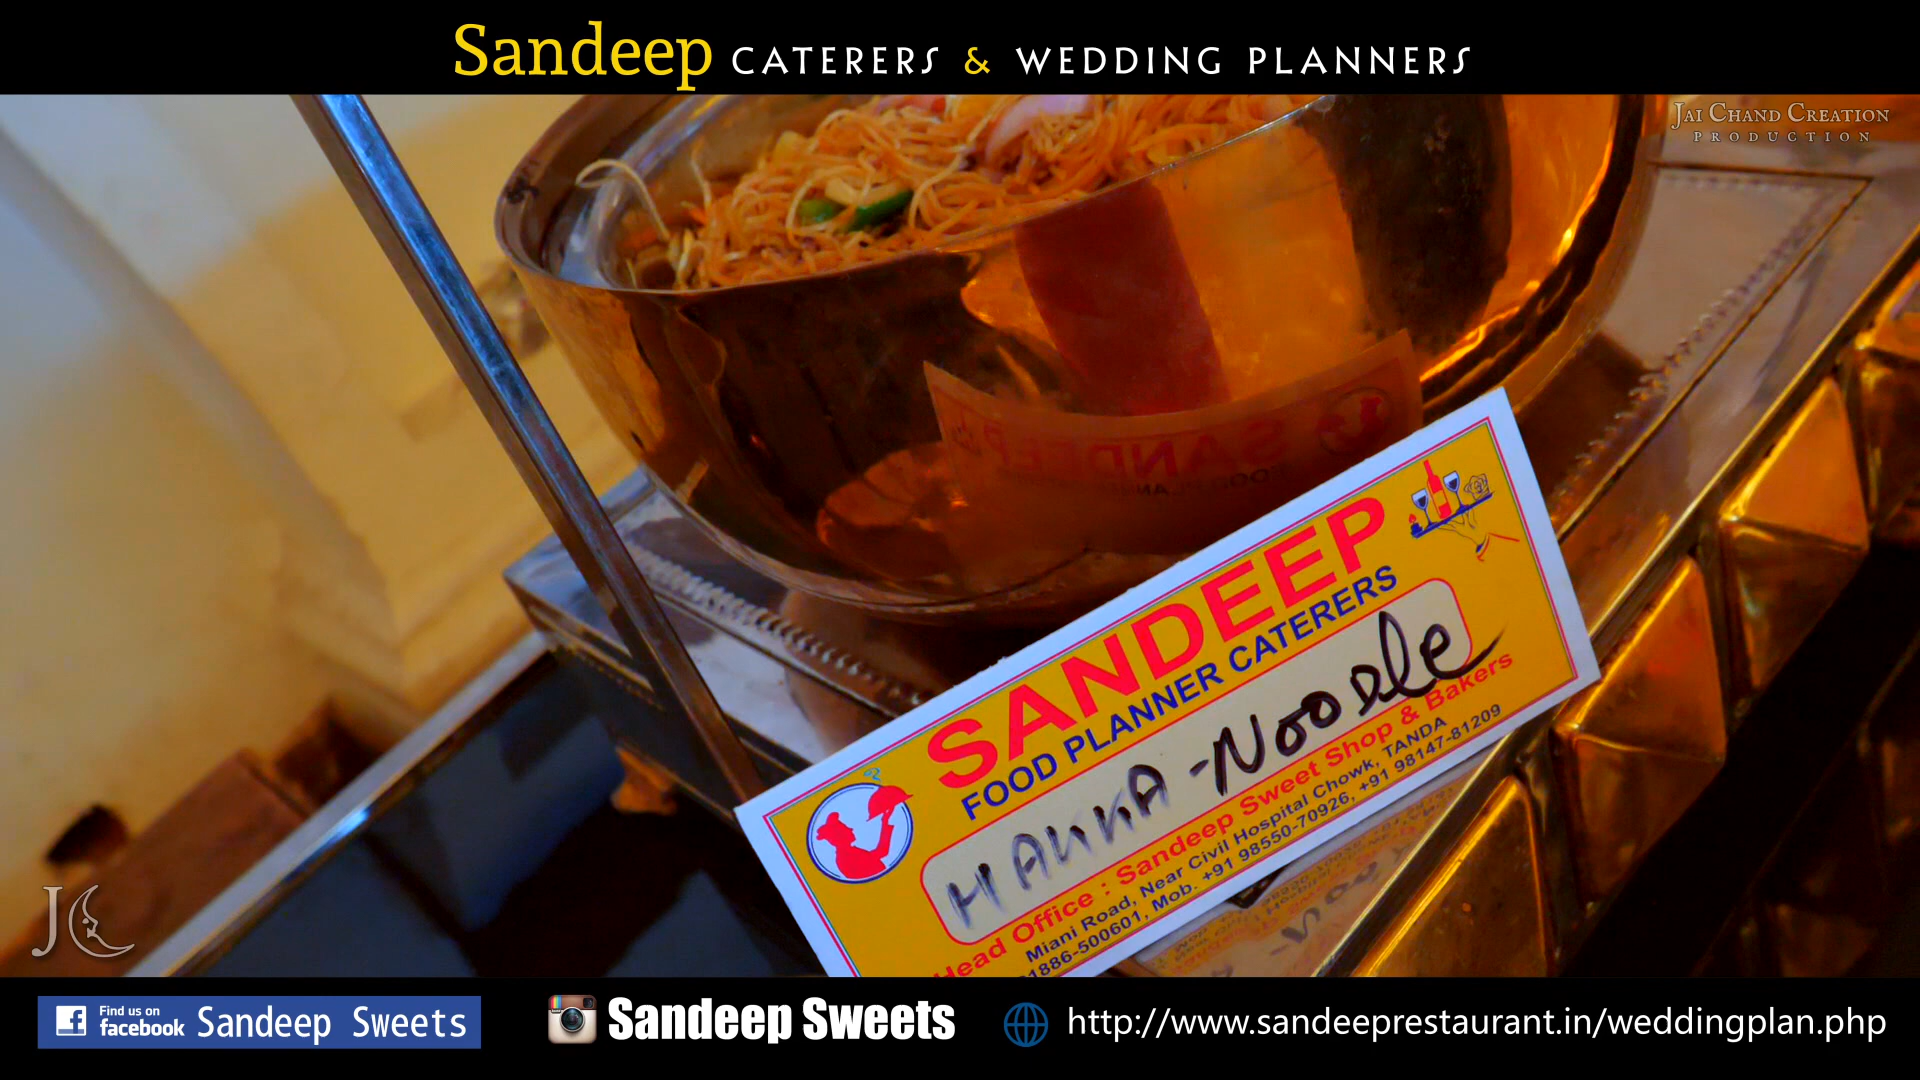 Sandeep CATERERS & WEDDING PLANNERS
JAI CHAND CREATION
PRODUCTION
SANDEEP
FOOD PLANNER CATERERS
HAKKA-NOODLE
Head Office : Sandeep Sweet Shop & Bakers
Miani Road, Near Civil Hospital Chowk, TANDA
01886-500601, Mob. +91 98550-70926, +91 98147-81209
SANDEEP
JC
Find us on
facebook Sandeep Sweets
Sandeep Sweets
http://www.sandeeprestaurant.in/weddingplan.php